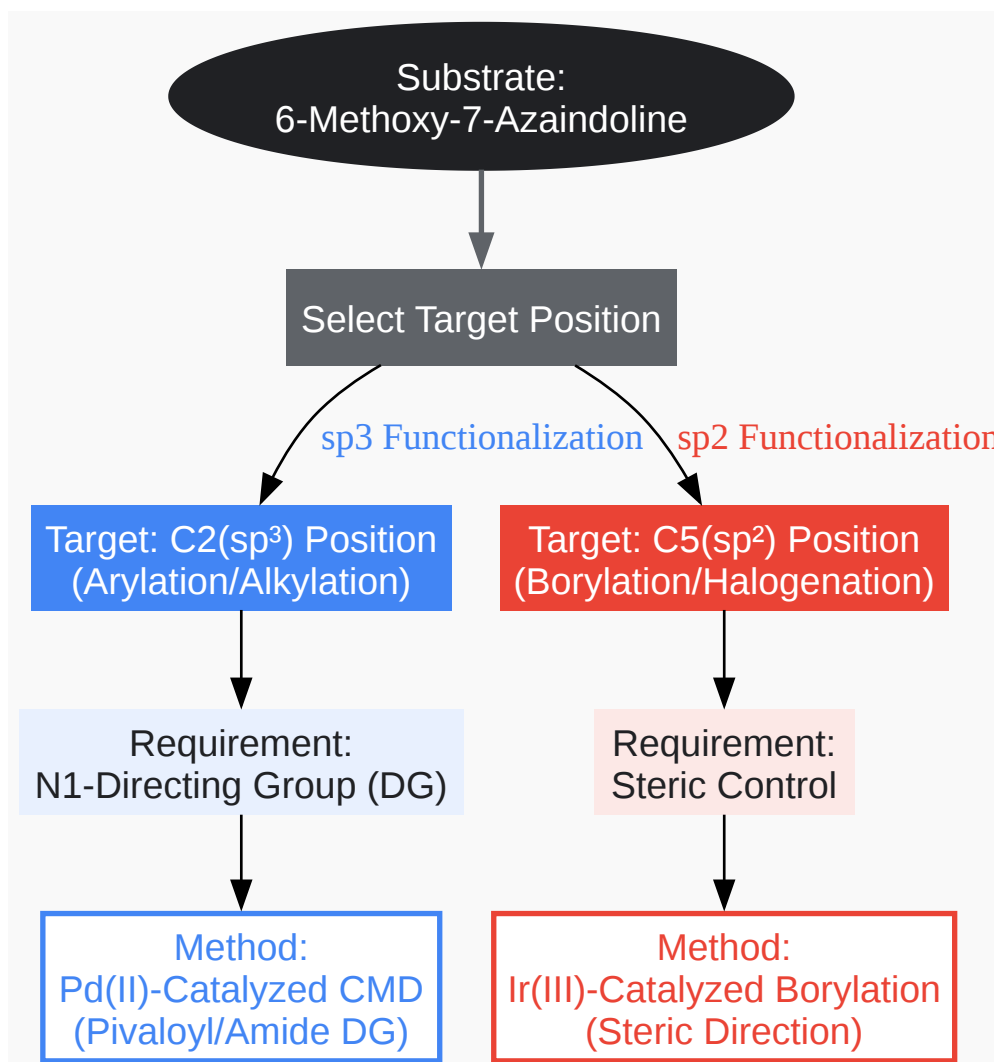 Substrate:
6-Methoxy-7-Azaindoline
Select Target Position
sp3 Functionalization
sp2 Functionalization
Target: C2(sp³) Position
(Arylation/Alkylation)
Target: C5(sp²) Position
(Borylation/Halogenation)
Requirement:
N1-Directing Group (DG)
Requirement:
Steric Control
Method:
Pd(II)-Catalyzed CMD
(Pivaloyl/Amide DG)
Method:
Ir(III)-Catalyzed Borylation
(Steric Direction)